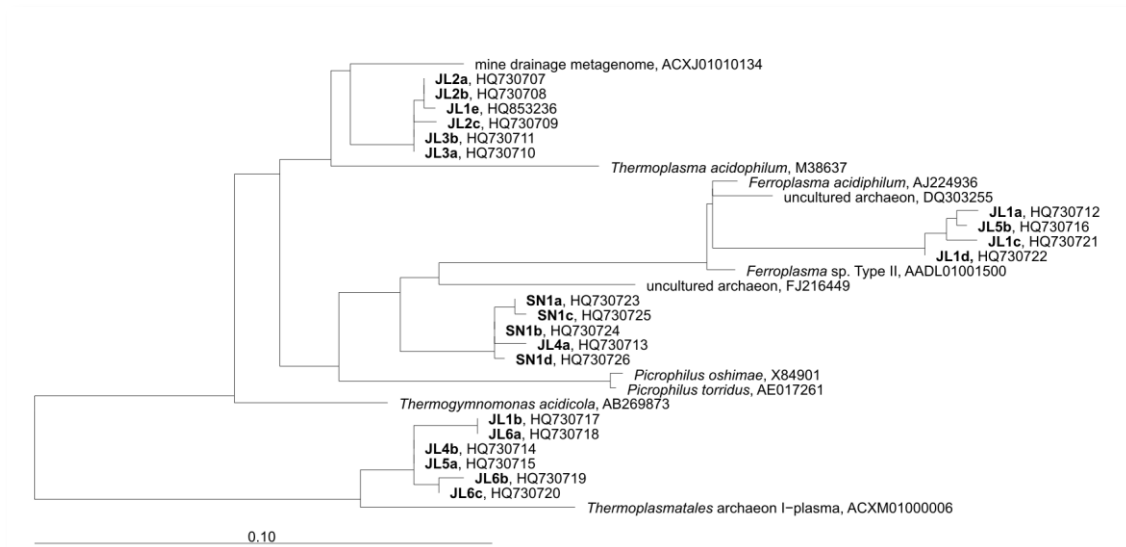 mine drainage metagenome, ACXJ01010134
JL2a, HQ730707
JL2b, HQ730708
JL1e, HQ853236
JL2c, HQ730709
JL3b, HQ730711
JL3a, HQ730710
Thermoplasma acidophilum, M38637
Ferroplasma acidiphilum, AJ224936
uncultured archaeon, DQ303255
JL1a, HQ730712
JL5b, HQ730716
JL1c, HQ730721
JL1d, HQ730722
Ferroplasma sp. Type II, AADL01001500
uncultured archaeon, FJ216449
SN1a, HQ730723
SN1c, HQ730725
SN1b, HQ730724
JL4a, HQ730713
SN1d, HQ730726
Picrophilus oshimae, X84901
Picrophilus torridus, AE017261
Thermogymnomonas acidicola, AB269873
JL1b, HQ730717
JL6a, HQ730718
JL4b, HQ730714
JL5a, HQ730715
JL6b, HQ730719
JL6c, HQ730720
Thermoplasmatales archaeon I−plasma, ACXM01000006
0.10